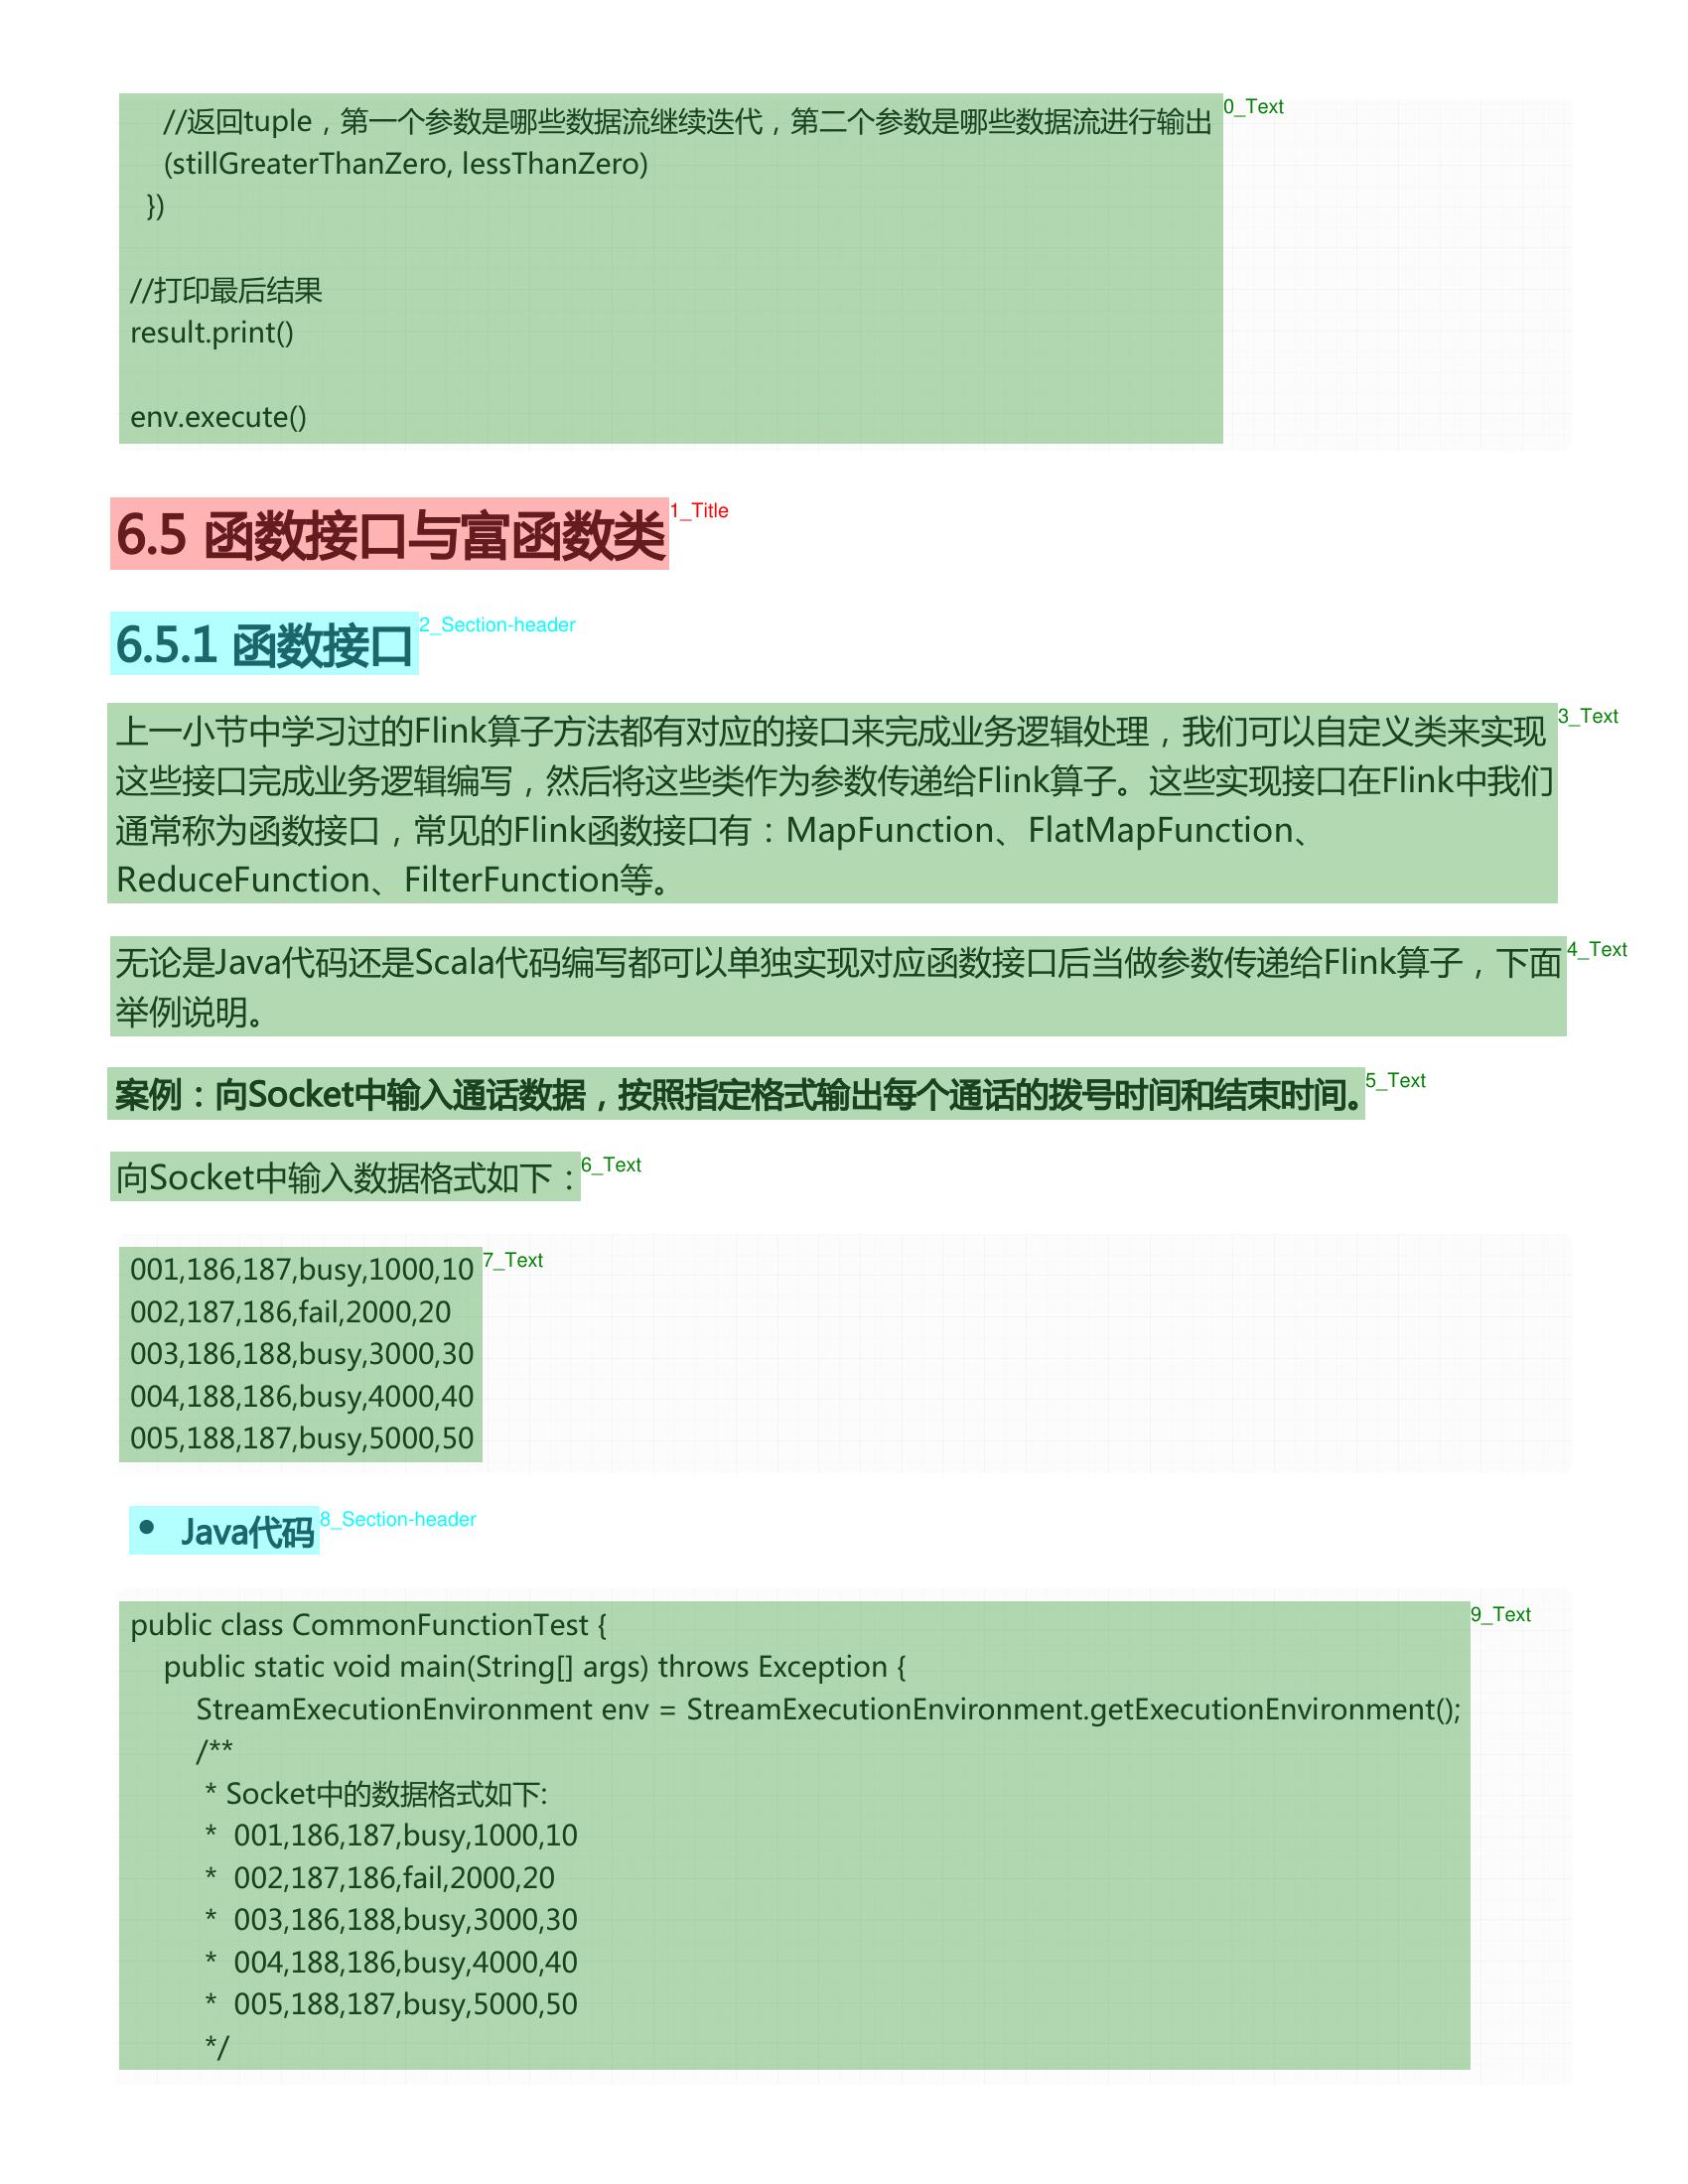 //返回tuple，第一个参数是哪些数据流继续迭代，第二个参数是哪些数据流进行输出
(stillGreaterThanZero, lessThanZero)
})
//打印最后结果
result.print()
env.execute()
0_Text
6.5 函数接口与富函数类
1_Title
6.5.1 函数接口
2_Section-header
上一小节中学习过的Flink算子方法都有对应的接口来完成业务逻辑处理，我们可以自定义类来实现
这些接口完成业务逻辑编写，然后将这些类作为参数传递给Flink算子。这些实现接口在Flink中我们
通常称为函数接口，常见的Flink函数接口有：MapFunction、FlatMapFunction、
ReduceFunction、FilterFunction等。
3_Text
无论是Java代码还是Scala代码编写都可以单独实现对应函数接口后当做参数传递给Flink算子，下面
举例说明。
4_Text
案例：向Socket中输入通话数据，按照指定格式输出每个通话的拨号时间和结束时间。
5_Text
向Socket中输入数据格式如下：
6_Text
001,186,187,busy,1000,10
002,187,186,fail,2000,20
003,186,188,busy,3000,30
004,188,186,busy,4000,40
005,188,187,busy,5000,50
7_Text
• Java代码
8_Section-header
public class CommonFunctionTest {
public static void main(String[] args) throws Exception {
StreamExecutionEnvironment env = StreamExecutionEnvironment.getExecutionEnvironment();
/**
* Socket中的数据格式如下:
* 001,186,187,busy,1000,10
* 002,187,186,fail,2000,20
* 003,186,188,busy,3000,30
* 004,188,186,busy,4000,40
* 005,188,187,busy,5000,50
*/
9_Text